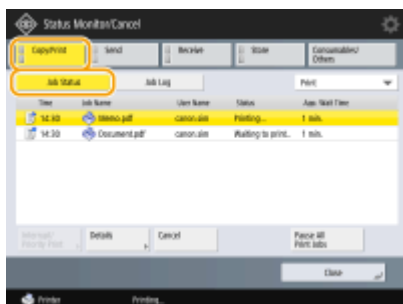 Status Monitor/Cancel
Copy/Print Send Receive Store Consumables/
Others
Job Status Job Log Print
Time Job Name User Name Status App. Wait Time
14:30 Memo.pdf canon.sim Printing... 1 min.
14:30 Document.pdf canon.sim Waiting to print.. 1 min.
Interrupt/
Priority Print Details Cancel Pause All
Print Jobs
Close
Printer Printing...